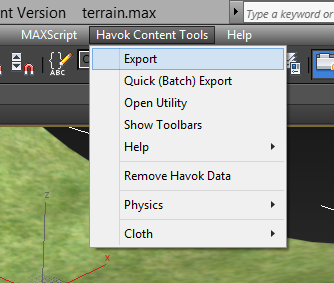 nt Version terrain.max
Type a keyword or
MAXScript Havok Content Tools Help
ABC
Export
Quick (Batch) Export
Open Utility
Show Toolbars
Help
Remove Havok Data
Physics
Cloth
z
x